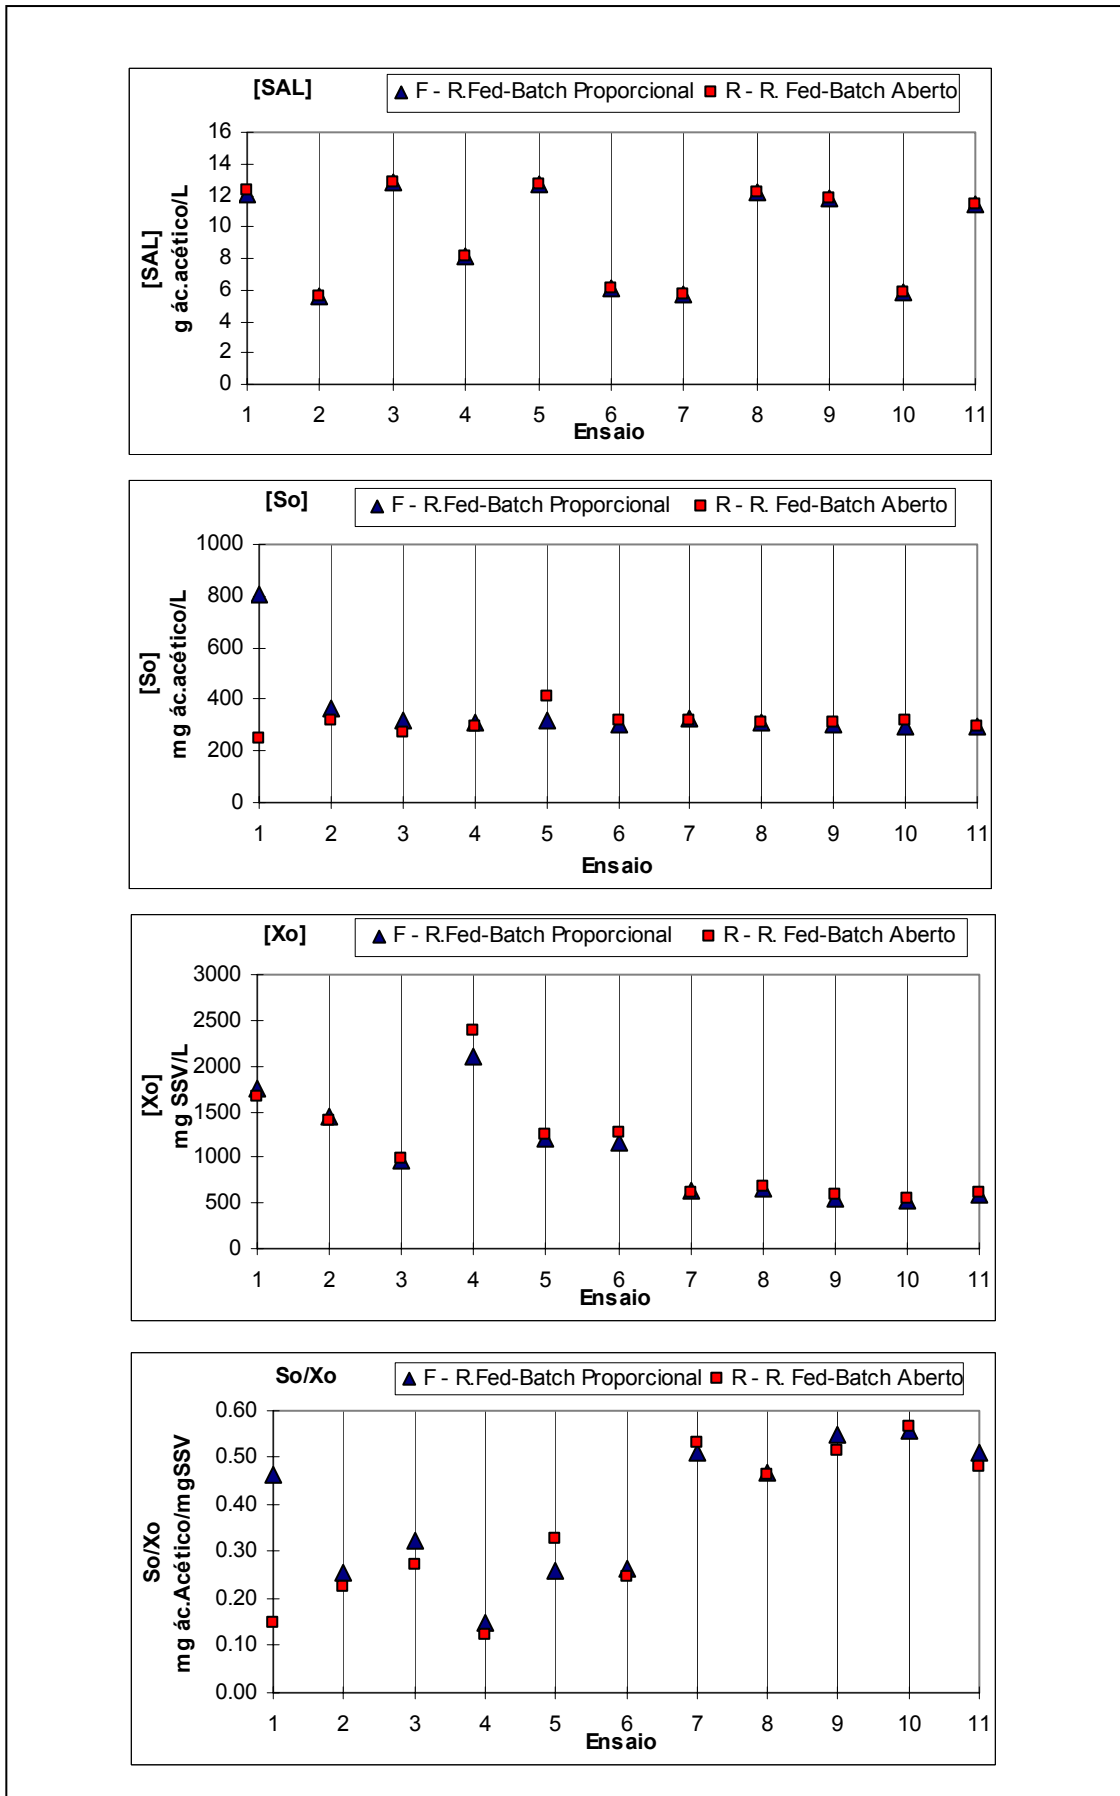 [SAL]
F - R.Fed-Batch Proporcional R - R. Fed-Batch Aberto
[SAL]
g ác.acético/L
16
14
12
10
8
6
4
2
0
1 2 3 4 5 6 7 8 9 10 11
Ensaio
[So]
F - R.Fed-Batch Proporcional R - R. Fed-Batch Aberto
[So]
mg ác.acético/L
1000
800
600
400
200
0
1 2 3 4 5 6 7 8 9 10 11
Ensaio
[Xo]
F - R.Fed-Batch Proporcional R - R. Fed-Batch Aberto
[Xo]
mg SSV/L
3000
2500
2000
1500
1000
500
0
1 2 3 4 5 6 7 8 9 10 11
Ensaio
So/Xo
F - R.Fed-Batch Proporcional R - R. Fed-Batch Aberto
So/Xo
mg ác.Acético/mgSSV
0.60
0.50
0.40
0.30
0.20
0.10
0.00
1 2 3 4 5 6 7 8 9 10 11
Ensaio